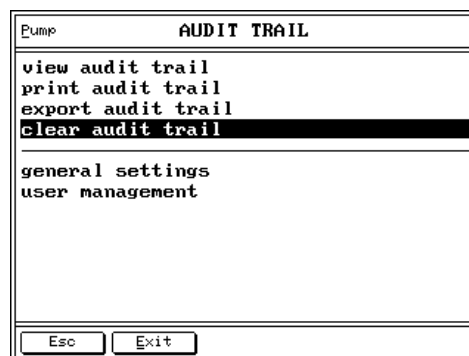 Pump AUDIT TRAIL
view audit trail
print audit trail
export audit trail
clear audit trail
general settings
user management
Esc Exit